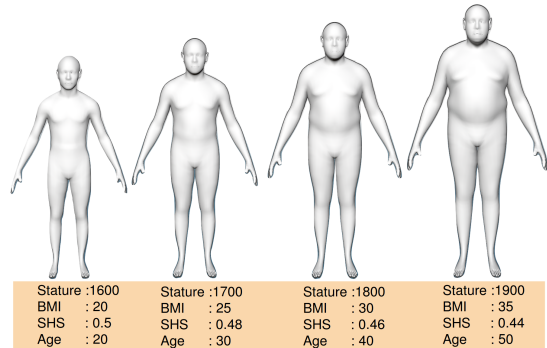 Stature :1600 Stature :1700 Stature :1800 Stature :1900
BMI : 20 BMI : 25 BMI : 30 BMI : 35
SHS : 0.5 SHS : 0.48 SHS : 0.46 SHS : 0.44
Age : 20 Age : 30 Age : 40 Age : 50